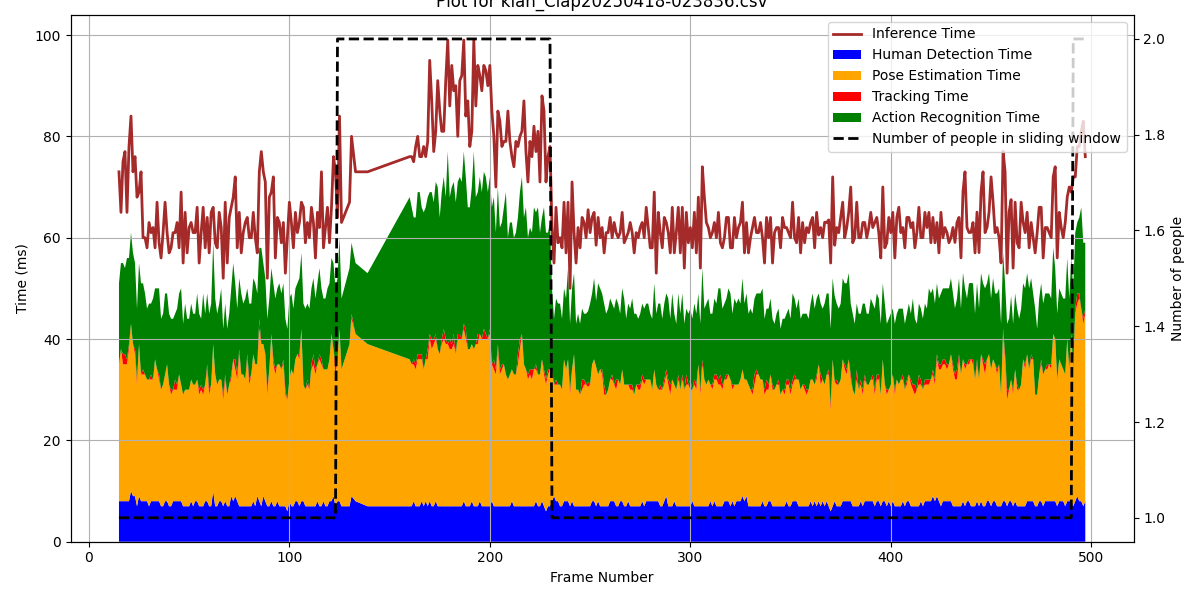 Plot for kian_Clap20250418-023836.csv
Inference Time
Human Detection Time
Pose Estimation Time
Tracking Time
Action Recognition Time
Number of people in sliding window
Time (ms)
100
80
60
40
20
0
0
100
200
300
400
500
Frame Number
2.0
1.8
1.6
1.4
1.2
1.0
Number of people